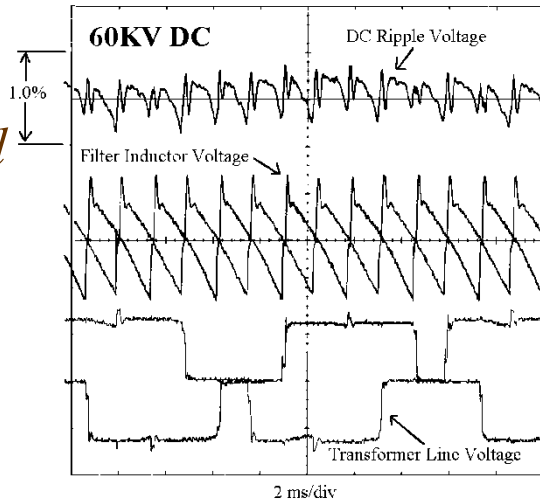 60KV DC
DC Ripple Voltage
1.0%
Filter Inductor Voltage
Transformer Line Voltage
2 ms/div